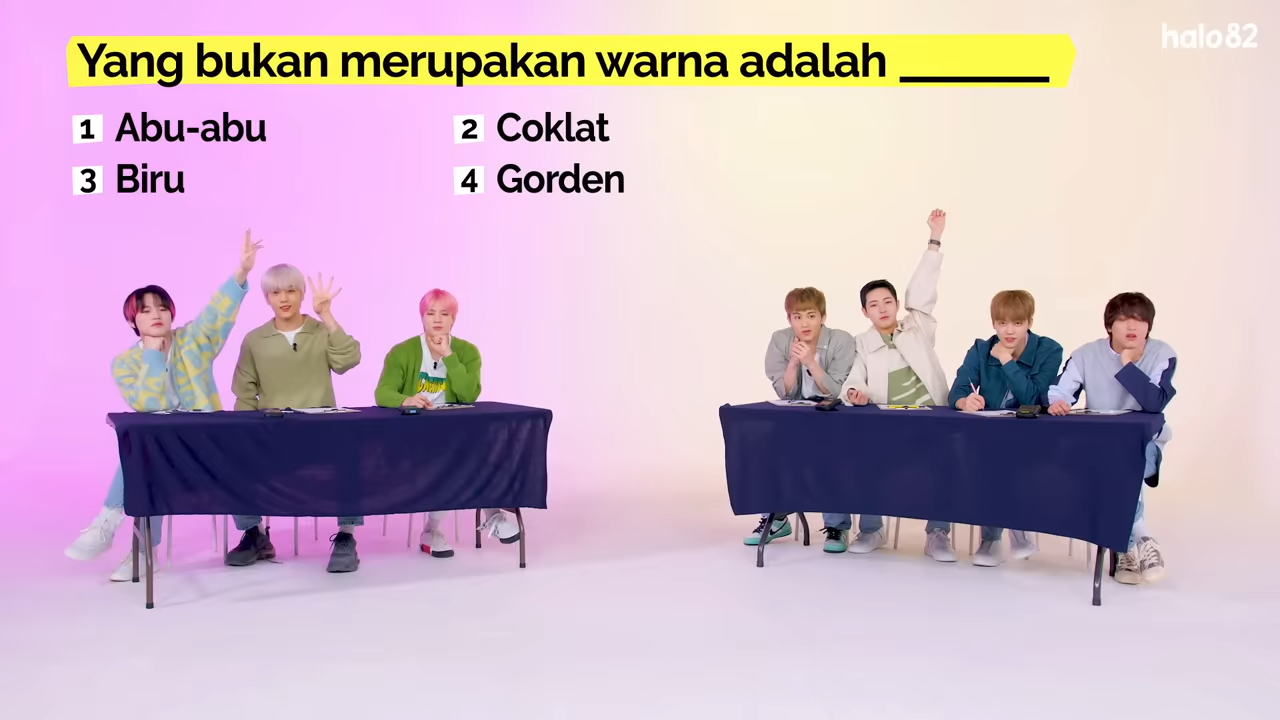 halo82
Yang bukan merupakan warna adalah ______
1 Abu-abu
2 Coklat
3 Biru
4 Gorden